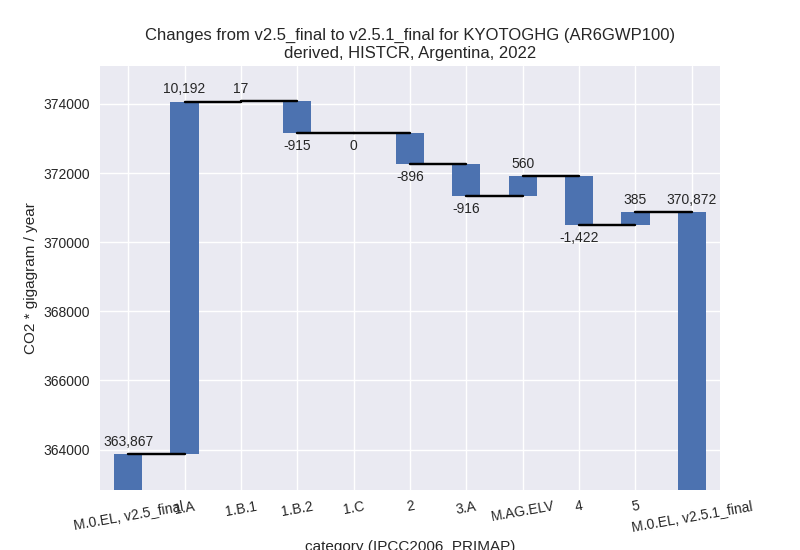 Changes from v2.5_final to v2.5.1_final for KYOTOGHG (AR6GWP100)
derived, HISTCR, Argentina, 2022
CO2 * gigagram / year
374000
372000
370000
368000
366000
364000
363,867
10,192
17
-915
0
-896
-916
560
-1,422
385
370,872
M.0.EL, v2.5_final
1.A
1.B.1
1.B.2
1.C
2
3.A
M.AG.ELV
4
5
M.0.EL, v2.5.1_final
category (IPCC2006_PRIMAP)